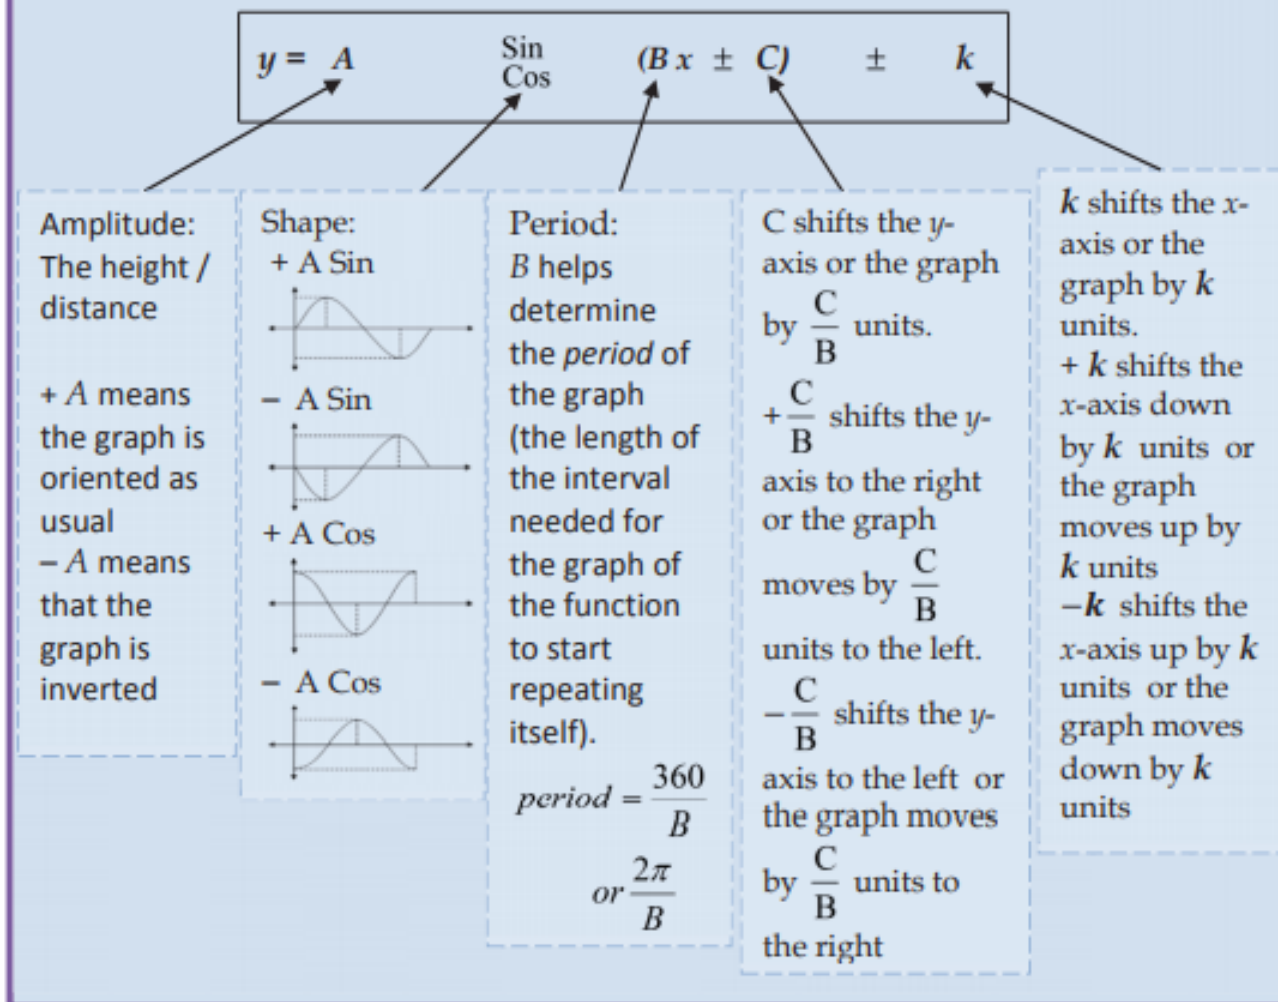 y = A Sin (B x ± C) ± k
Cos
Amplitude:
The height /
distance
+ A means
the graph is
oriented as
usual
– A means
that the
graph is
inverted
Shape:
+ A Sin
– A Sin
+ A Cos
– A Cos
Period:
B helps
determine
the period of
the graph
(the length of
the interval
needed for
the graph of
the function
to start
repeating
itself).
period = 360/B
or 2π/B
C shifts the y-
axis or the graph
by C/B units.
+ C/B shifts the y-
axis to the right
or the graph
moves by C/B
units to the left.
– C/B shifts the y-
axis to the left or
the graph moves
by C/B units to
the right
k shifts the x-
axis or the
graph by k
units.
+ k shifts the
x-axis down
by k units or
the graph
moves up by
k units
–k shifts the
x-axis up by k
units or the
graph moves
down by k
units